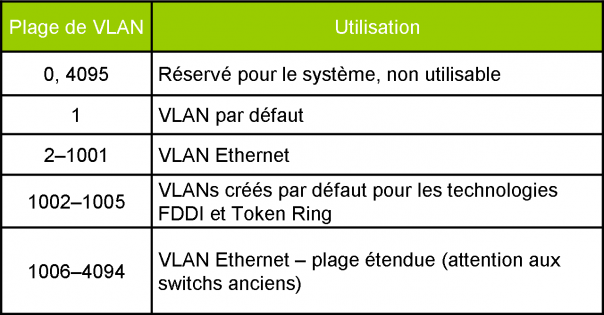 Plage de VLAN Utilisation
0, 4095 Réservé pour le système, non utilisable
1 VLAN par défaut
2–1001 VLAN Ethernet
1002–1005 VLANs créés par défaut pour les technologies
FDDI et Token Ring
1006–4094 VLAN Ethernet – plage étendue (attention aux
switchs anciens)